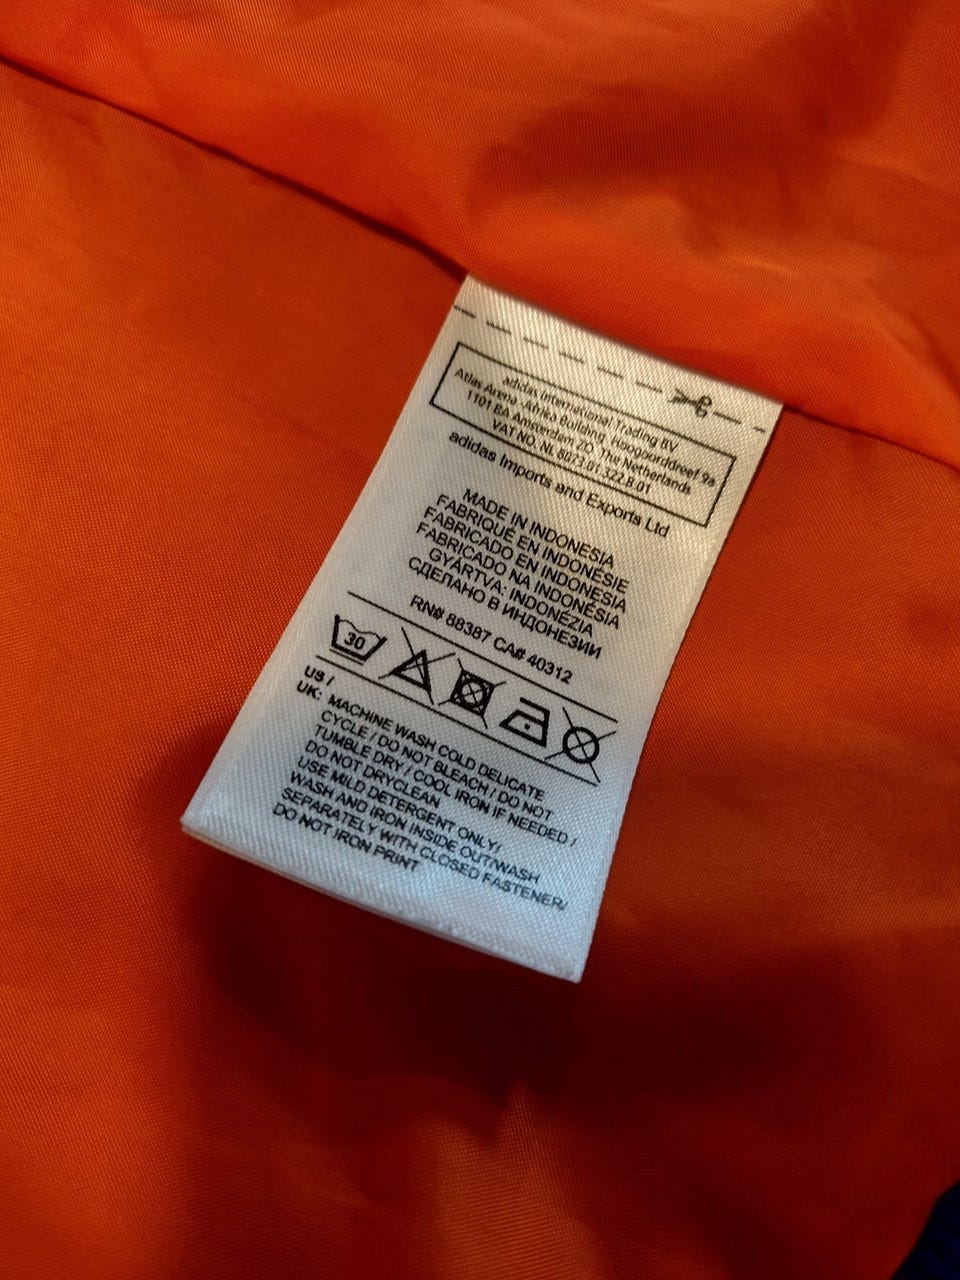 adidas International Trading BV
Atlas Arena, Afrika Building, Hoogoorddreef 9a
1101 BA Amsterdam ZO, The Netherlands
VAT NO. NL 8073.01.322.B.01
adidas Imports and Exports Ltd
MADE IN INDONESIA
FABRIQUÉ EN INDONÉSIE
FABRICADO EN INDONESIA
FABRICADO NA INDONÉSIA
GYÁRTVA: INDONÉZIA
СДЕЛАНО В ИНДОНЕЗИИ
RN# 88387 CA# 40312
30
US /
UK: MACHINE WASH COLD DELICATE
CYCLE / DO NOT BLEACH / DO NOT
TUMBLE DRY / COOL IRON IF NEEDED /
DO NOT DRYCLEAN
USE MILD DETERGENT ONLY/
WASH AND IRON INSIDE OUT/WASH
SEPARATELY WITH CLOSED FASTENER/
DO NOT IRON PRINT